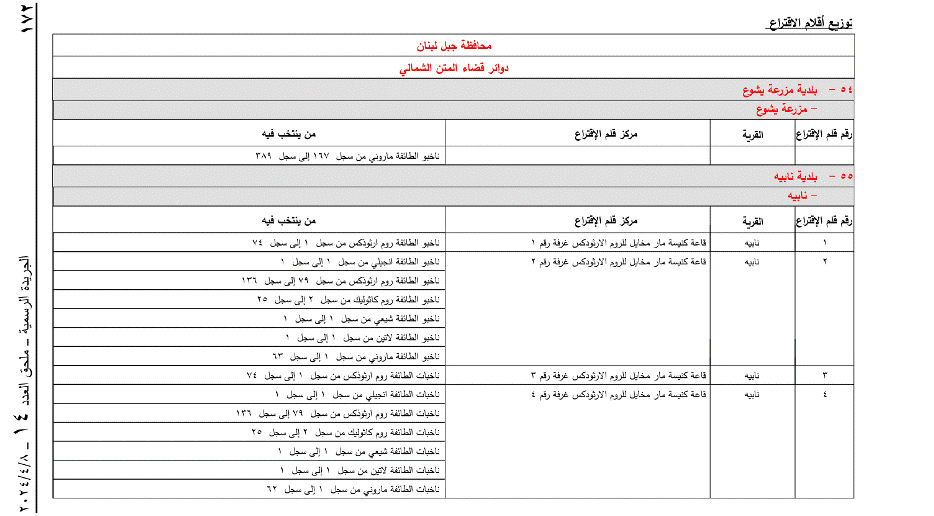 توزيع أقلام الاقتراع
١٧٢
محافظة جبل لبنان
دوائر قضاء المتن الشمالي
٥٤ - بلدية مزرعة يشوع
- مزرعة يشوع
رقم قلم الإقتراع القرية مركز قلم الإقتراع من ينتخب فيه
ناخبو الطائفة ماروني من سجل ١٦٧ إلى سجل ٣٨٩
٥٥ - بلدية نابيه
- نابيه
رقم قلم الإقتراع القرية مركز قلم الإقتراع من ينتخب فيه
١ نابيه قاعة كنيسة مار مخايل للروم الارثوذكس غرفة رقم ١ ناخبو الطائفة روم ارثوذكس من سجل ١ إلى سجل ٧٤
٢ نابيه قاعة كنيسة مار مخايل للروم الارثوذكس غرفة رقم ٢ ناخبو الطائفة انجيلي من سجل ١ إلى سجل ١
ناخبو الطائفة روم ارثوذكس من سجل ٧٩ إلى سجل ١٣٦
ناخبو الطائفة روم كاثوليك من سجل ٢ إلى سجل ٢٥
ناخبو الطائفة شيعي من سجل ١ إلى سجل ١
ناخبو الطائفة لاتين من سجل ١ إلى سجل ١
ناخبو الطائفة ماروني من سجل ١ إلى سجل ٦٣
٣ نابيه قاعة كنيسة مار مخايل للروم الارثوذكس غرفة رقم ٣ ناخبات الطائفة روم ارثوذكس من سجل ١ إلى سجل ٧٤
٤ نابيه قاعة كنيسة مار مخايل للروم الارثوذكس غرفة رقم ٤ ناخبات الطائفة انجيلي من سجل ١ إلى سجل ١
ناخبات الطائفة روم ارثوذكس من سجل ٧٩ إلى سجل ١٣٦
ناخبات الطائفة روم كاثوليك من سجل ٢ إلى سجل ٢٥
ناخبات الطائفة شيعي من سجل ١ إلى سجل ١
ناخبات الطائفة لاتين من سجل ١ إلى سجل ١
ناخبات الطائفة ماروني من سجل ١ إلى سجل ٦٢
الجريدة الرسمية - ملحق العدد ١٤ - ٢٠٢٤/٤/٨